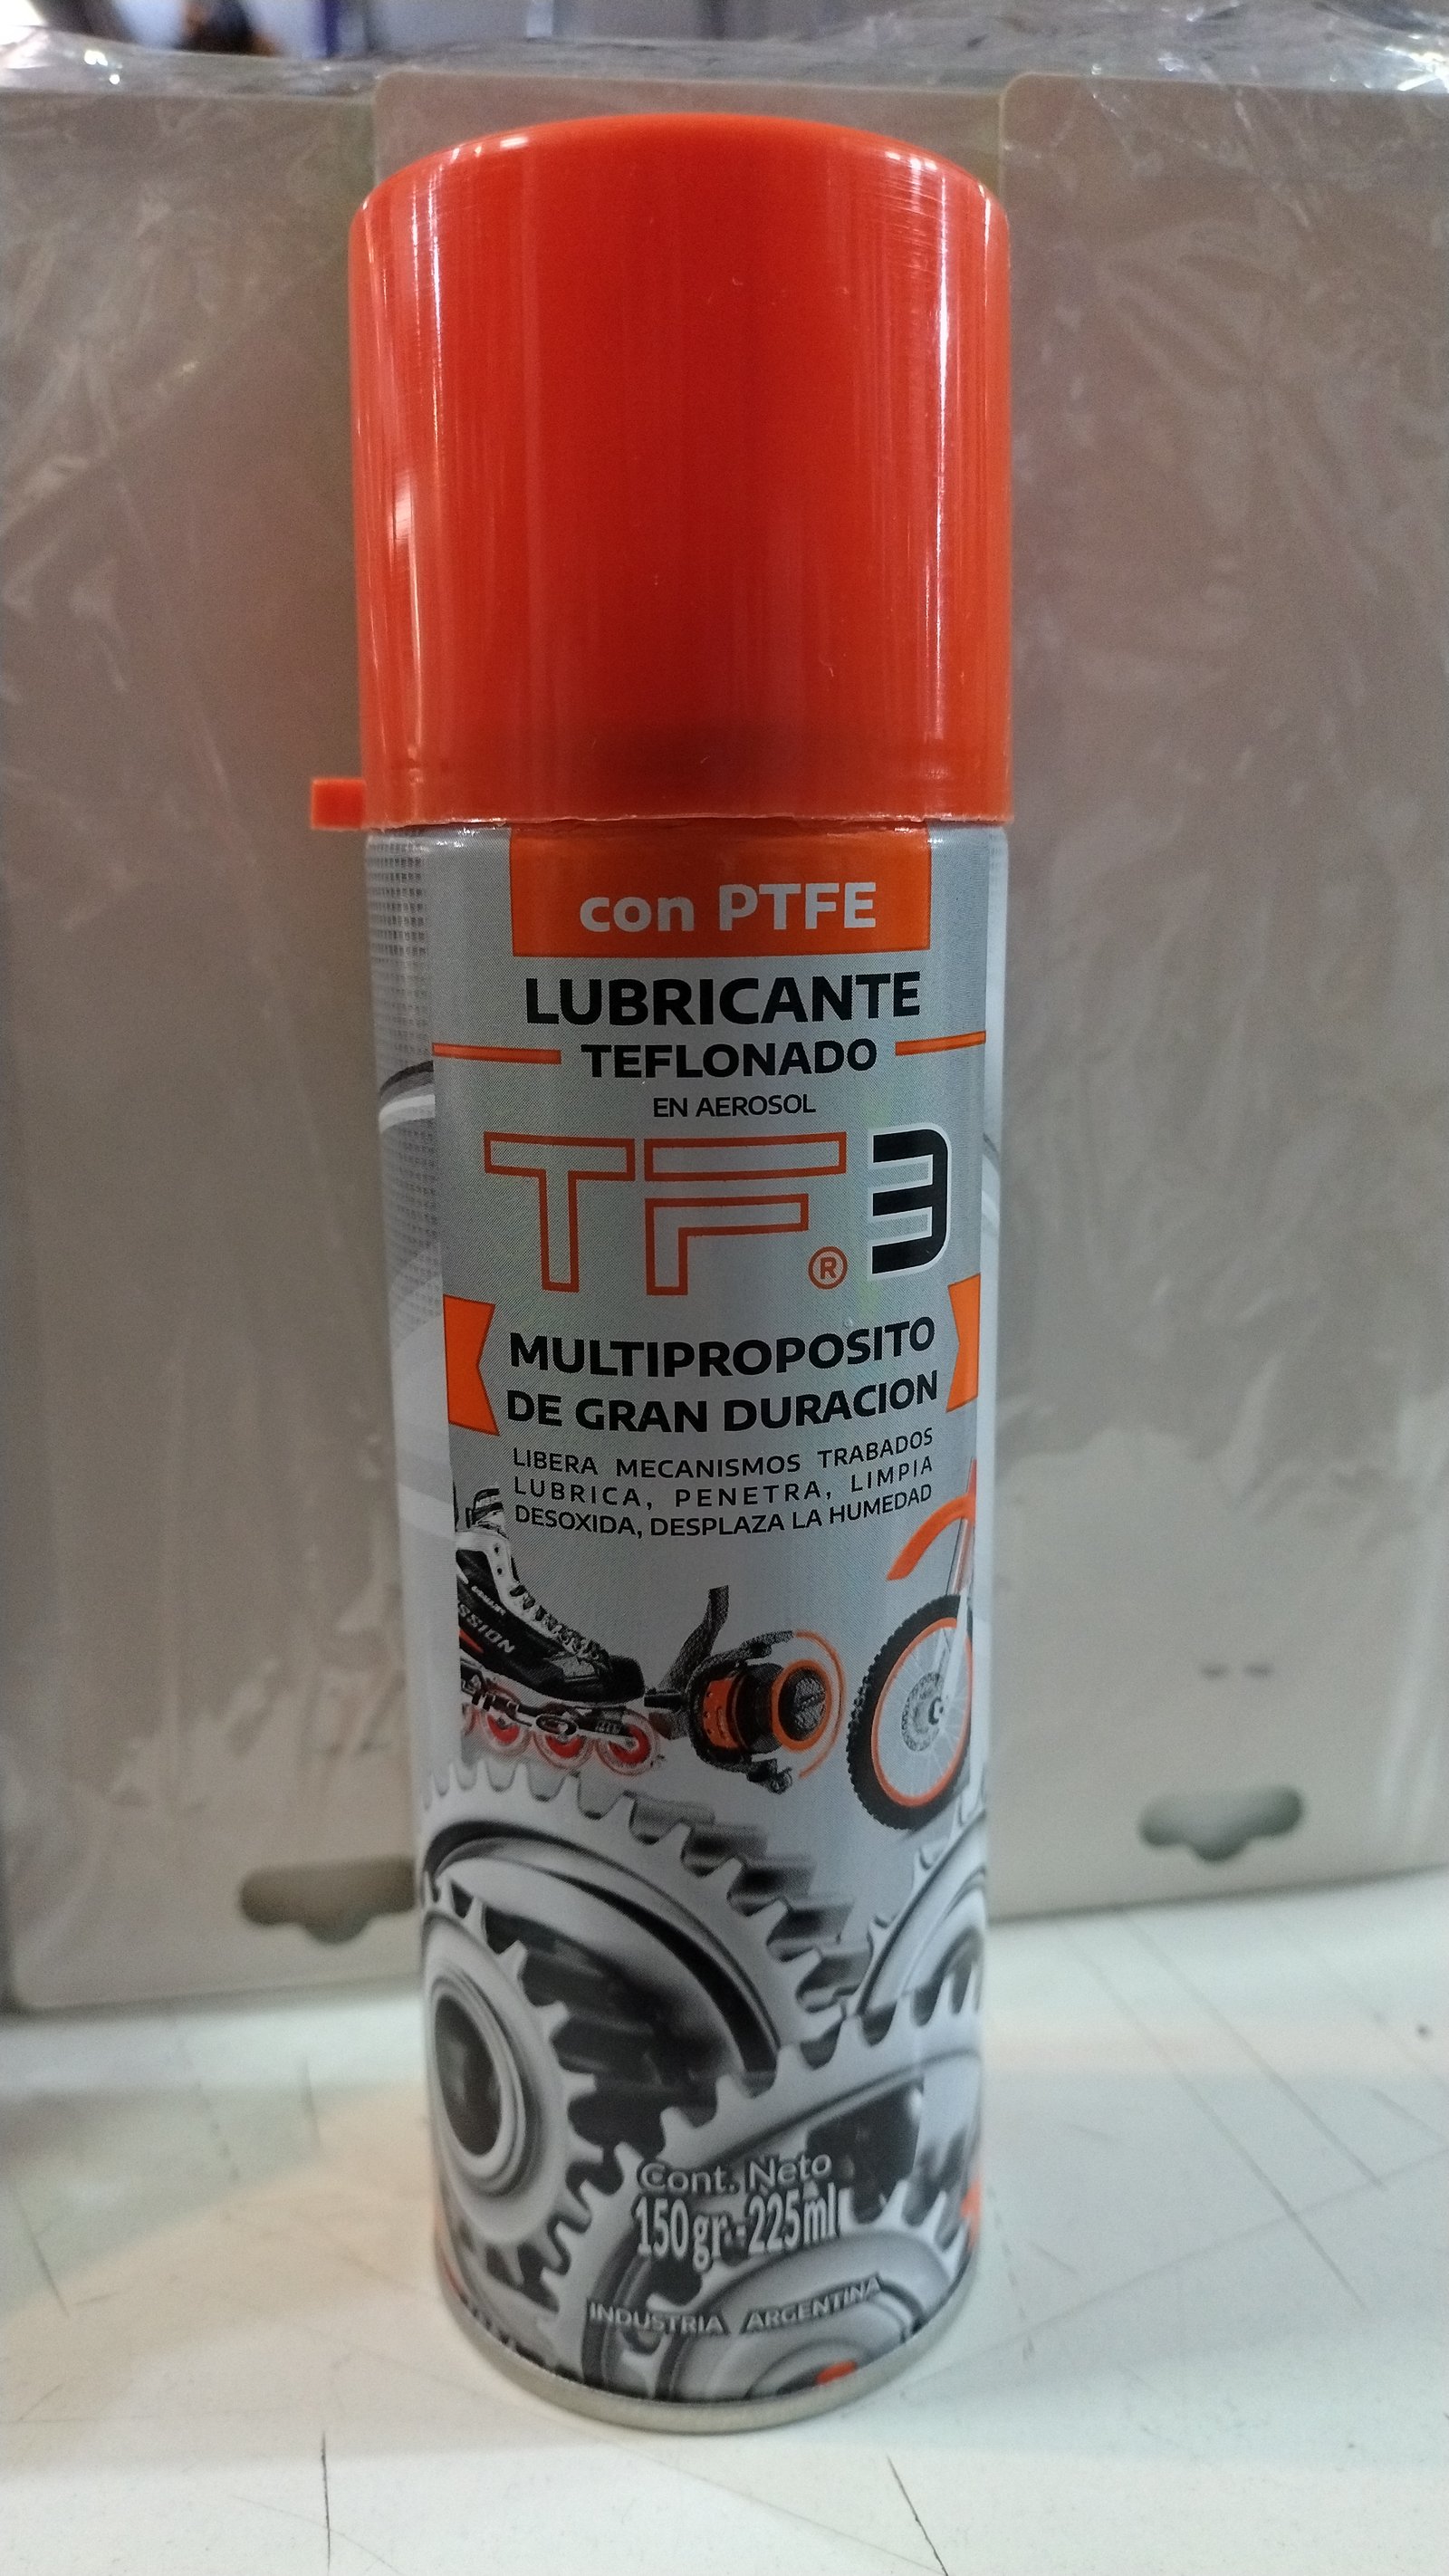 con PTFE
LUBRICANTE
TEFLONADO
EN AEROSOL
TF®3
MULTIPROPOSITO
DE GRAN DURACION
LIBERA MECANISMOS TRABADOS
LUBRICA, PENETRA, LIMPIA
DESOXIDA, DESPLAZA LA HUMEDAD
SSION
Cont. Neto
150gr.-225ml
INDUSTRIA ARGENTINA